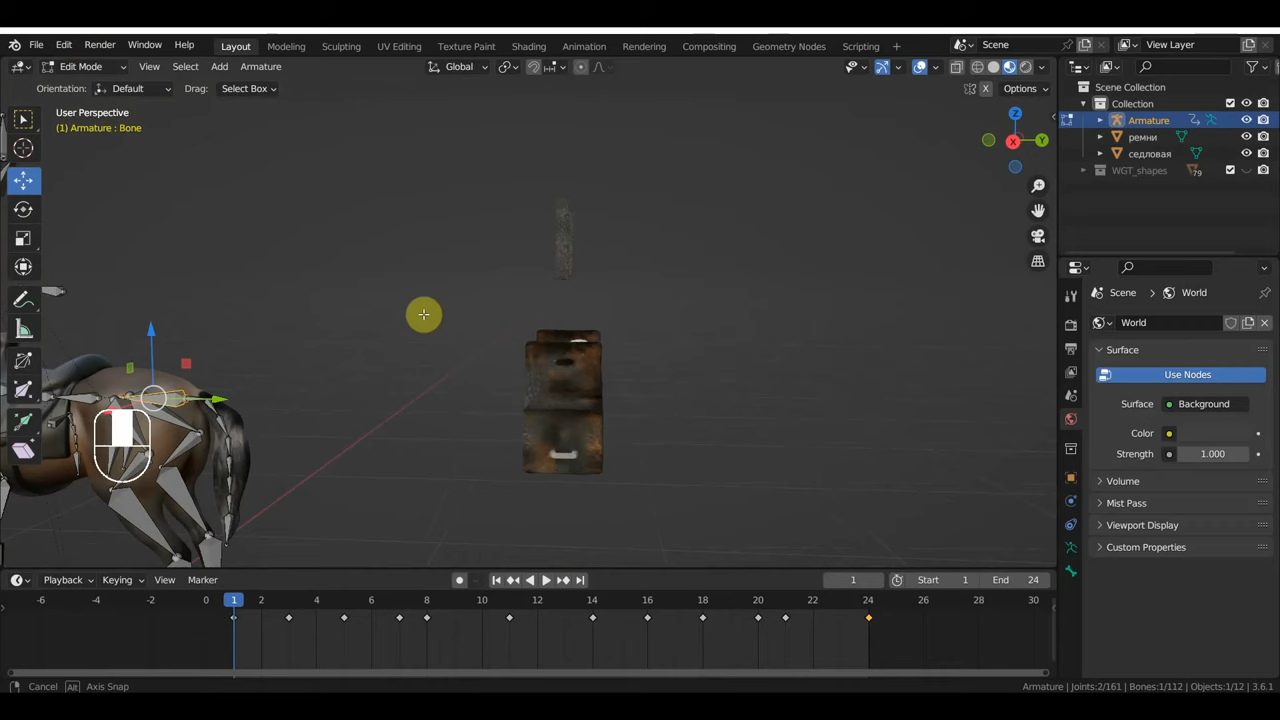 File Edit Render Window Help Layout Modeling Sculpting UV Editing Texture Paint Shading Animation Rendering Compositing Geometry Nodes Scripting + Scene View Layer
Edit Mode View Select Add Armature Global Options
Orientation: Default Drag: Select Box X Options
Scene Collection
User Perspective
(1) Armature : Bone
Collection
Armature
ремни
седловая
WGT_shapes 79
Z
X
Y
Scene World
World
Surface
Use Nodes
Surface Background
Color
Strength 1.000
Volume
Mist Pass
Viewport Display
Custom Properties
Playback Keying View Marker 1 Start 1 End 24
-6 -4 -2 0 1 2 4 6 8 10 12 14 16 18 20 22 24 26 28 30
Cancel Alt Axis Snap Armature | Joints:2/161 | Bones:1/112 | Objects:1/12 | 3.6.1